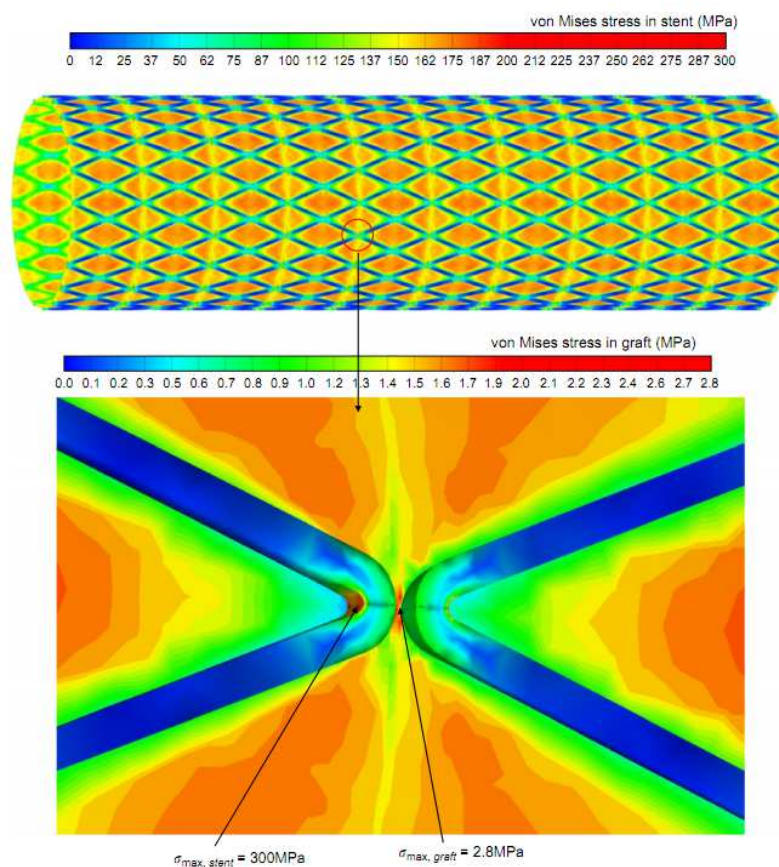 von Mises stress in stent (MPa)
0 12 25 37 50 62 75 87 100 112 125 137 150 162 175 187 200 212 225 237 250 262 275 287 300
von Mises stress in graft (MPa)
0.0 0.1 0.2 0.3 0.5 0.6 0.7 0.8 0.9 1.0 1.2 1.3 1.4 1.5 1.6 1.7 1.9 2.0 2.1 2.2 2.3 2.4 2.6 2.7 2.8
σmax, stent = 300MPa
σmax, graft = 2.8MPa